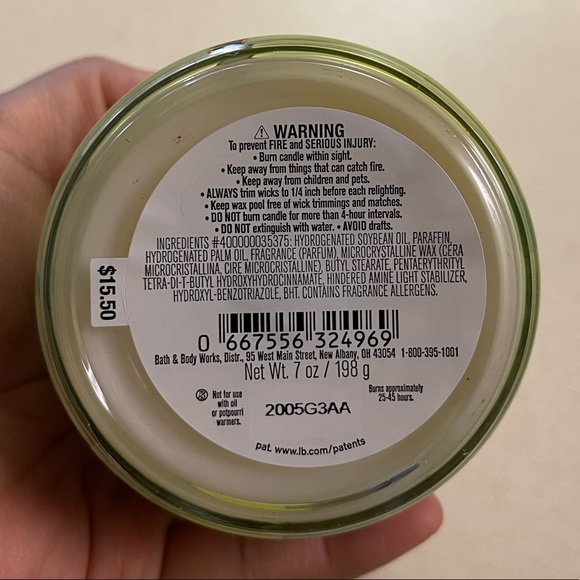 ⚠ WARNING
To prevent FIRE and SERIOUS INJURY:
• Burn candle within sight.
• Keep away from things that can catch fire.
• Keep away from children and pets.
• ALWAYS trim wicks to 1/4 inch before each relighting.
• Keep wax pool free of wick trimmings and matches.
• DO NOT burn candle for more than 4-hour intervals.
• DO NOT extinguish with water. • AVOID drafts.
INGREDIENTS #400000035375: HYDROGENATED SOYBEAN OIL, PARAFFIN,
HYDROGENATED PALM OIL, FRAGRANCE (PARFUM), MICROCRYSTALLINE WAX (CERA
MICROCRISTALLINA, CIRE MICROCRISTALLINE), BUTYL STEARATE, PENTAERYTHRITYL
TETRA-DI-T-BUTYL HYDROXYHYDROCINNAMATE, HINDERED AMINE LIGHT STABILIZER,
HYDROXYL-BENZOTRIAZOLE, BHT. CONTAINS FRAGRANCE ALLERGENS.
$15.50
0 667556 324969
Bath & Body Works, Distr., 95 West Main Street, New Albany, OH 43054 1-800-395-1001
Net Wt. 7 oz / 198 g
Not for use
with oil
or potpourri
warmers.
2005G3AA
Burns approximately
25-45 hours.
pat. www.lb.com/patents